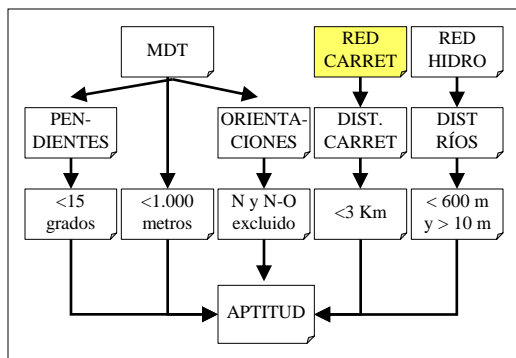 MDT
RED
CARRET
RED
HIDRO
PEN-
DIENTES
ORIENTA-
CIONES
DIST.
CARRET
DIST
RÍOS
<15
grados
<1.000
metros
N y N-O
excluido
<3 Km
< 600 m
y > 10 m
APTITUD